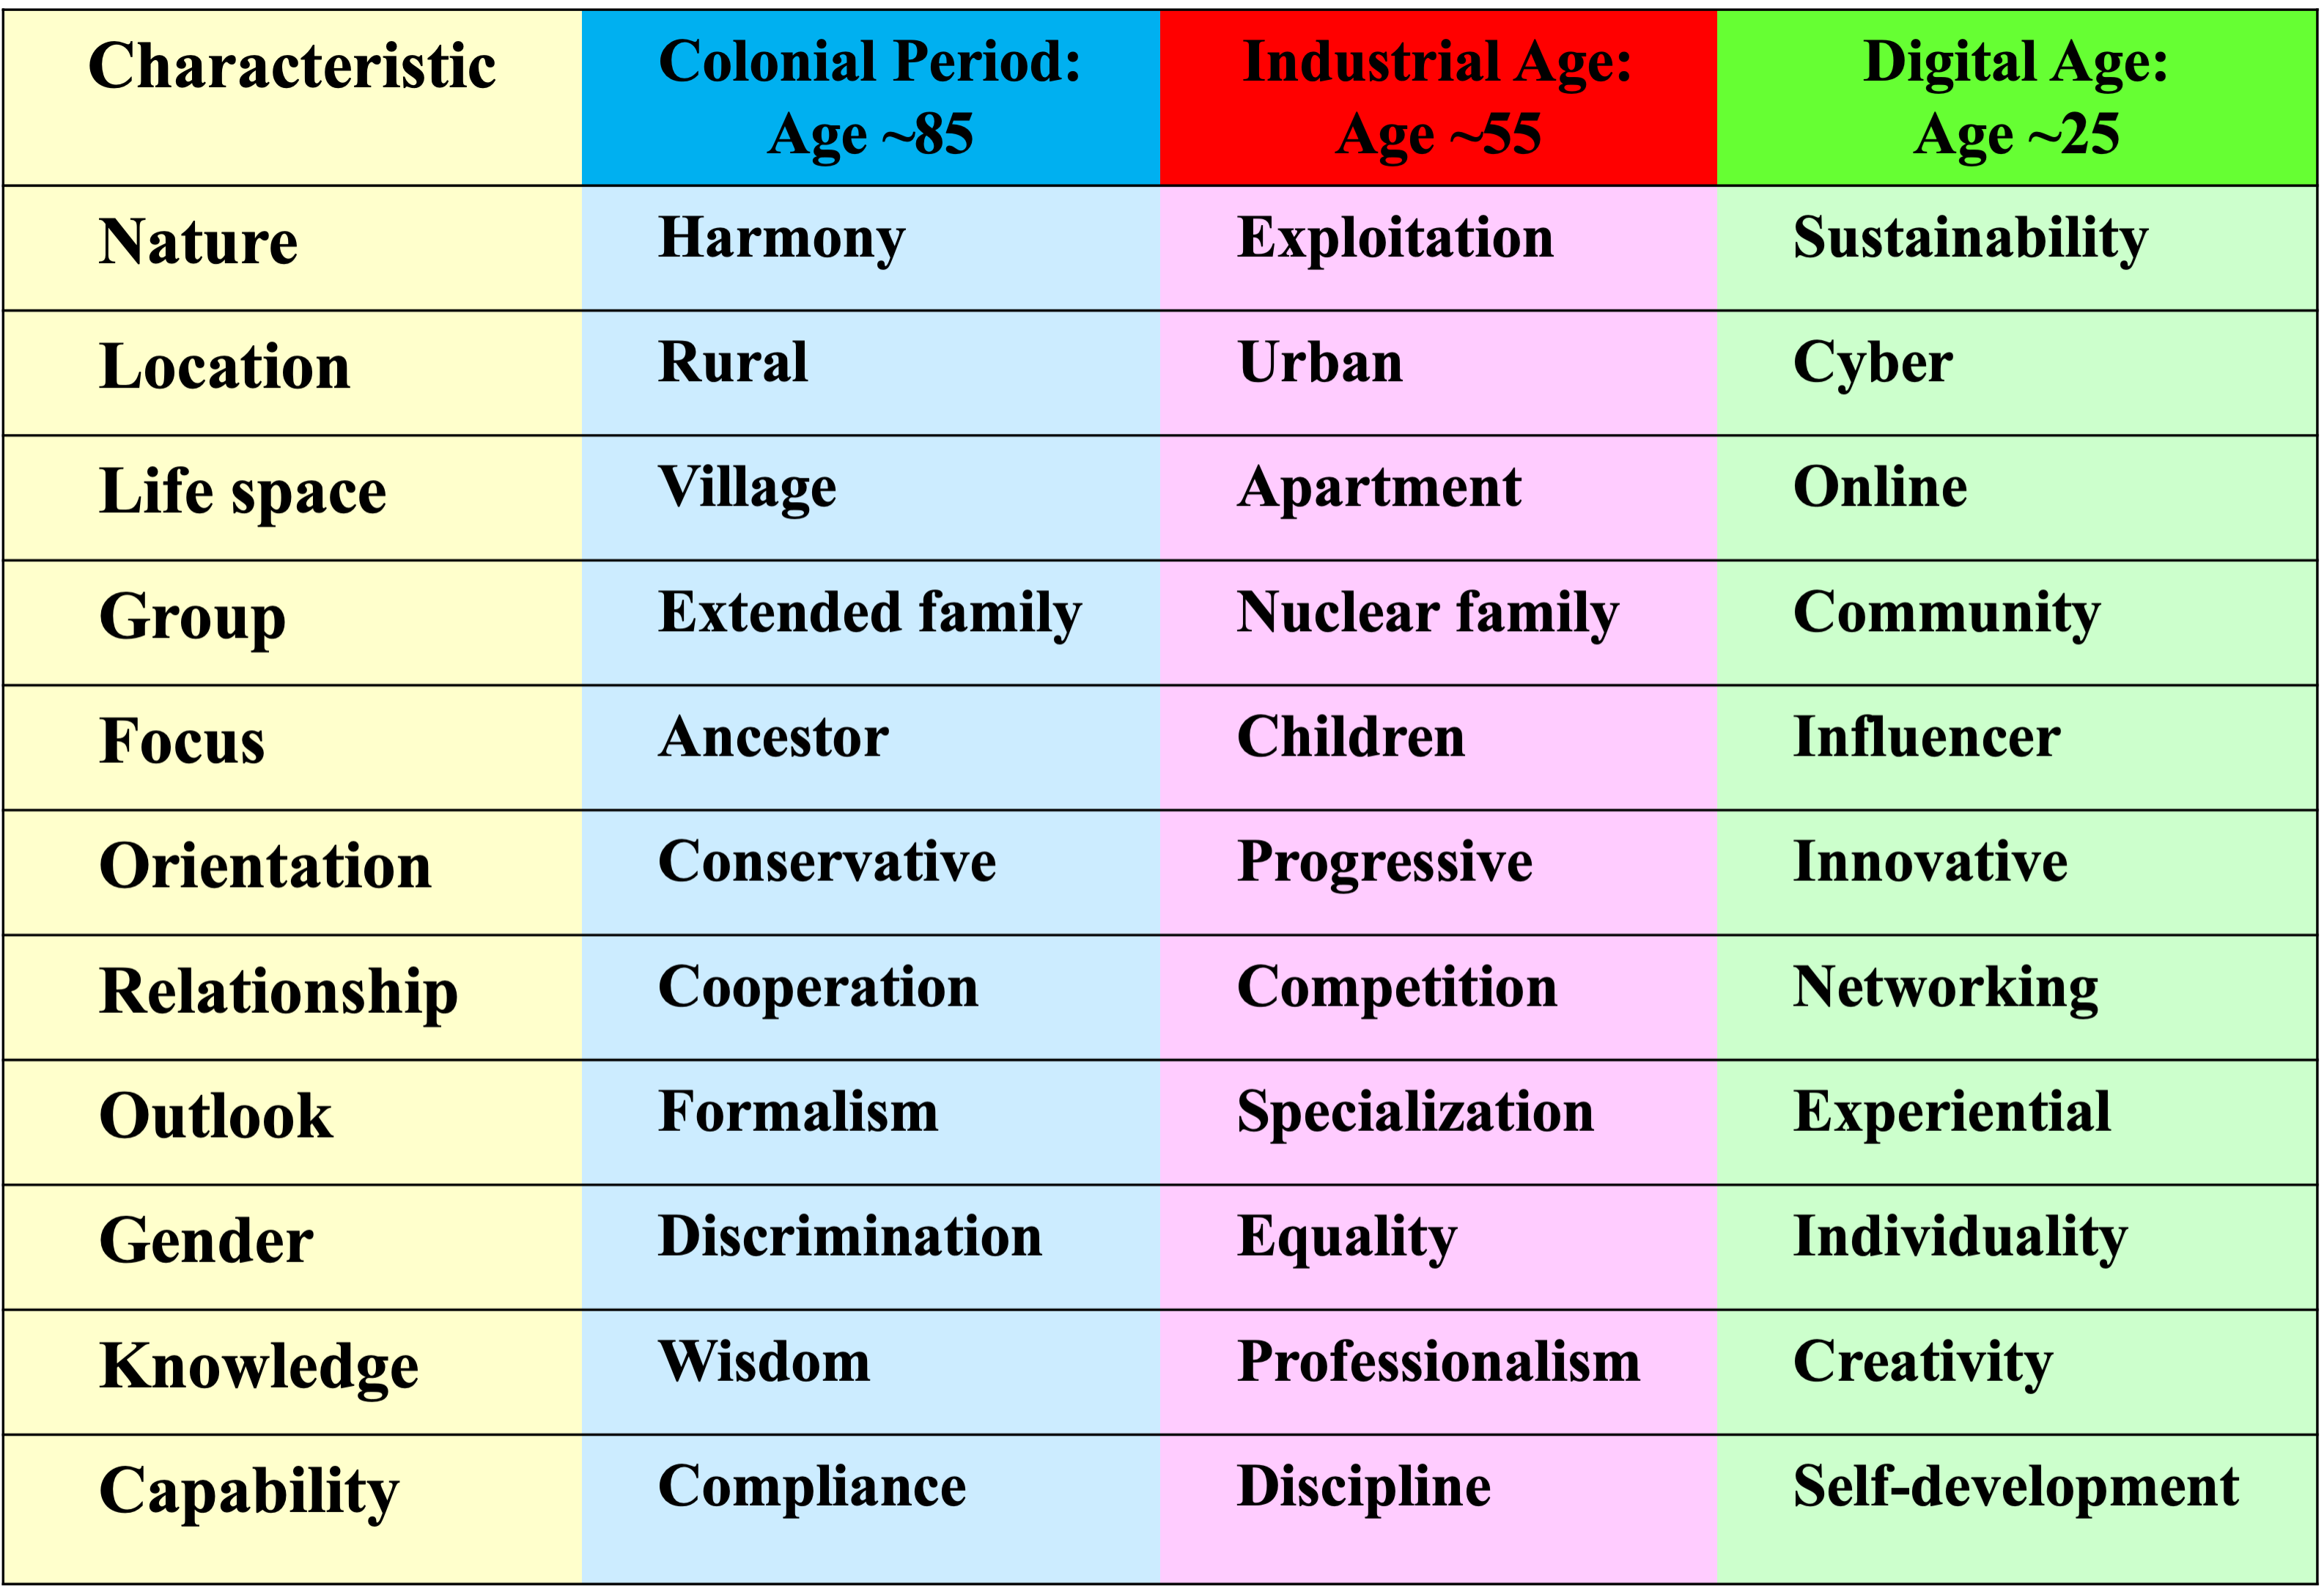 Characteristic Colonial Period: Industrial Age: Digital Age:
Age ~85 Age ~55 Age ~25
Nature Harmony Exploitation Sustainability
Location Rural Urban Cyber
Life space Village Apartment Online
Group Extended family Nuclear family Community
Focus Ancestor Children Influencer
Orientation Conservative Progressive Innovative
Relationship Cooperation Competition Networking
Outlook Formalism Specialization Experiential
Gender Discrimination Equality Individuality
Knowledge Wisdom Professionalism Creativity
Capability Compliance Discipline Self-development